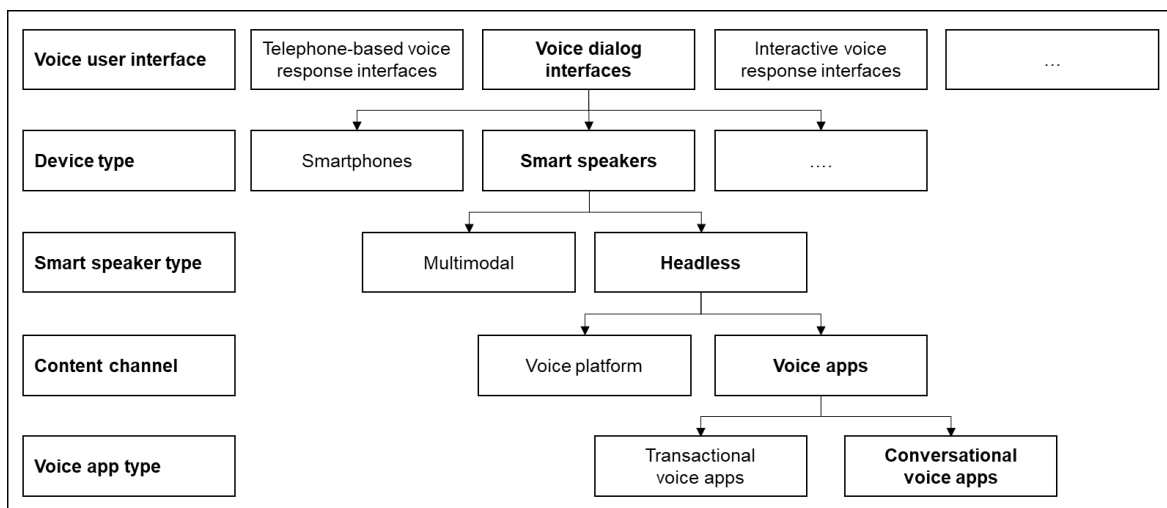 Voice user interface
Telephone-based voice
response interfaces
Voice dialog
interfaces
Interactive voice
response interfaces
...
Device type
Smartphones
Smart speakers
....
Smart speaker type
Multimodal
Headless
Content channel
Voice platform
Voice apps
Voice app type
Transactional
voice apps
Conversational
voice apps